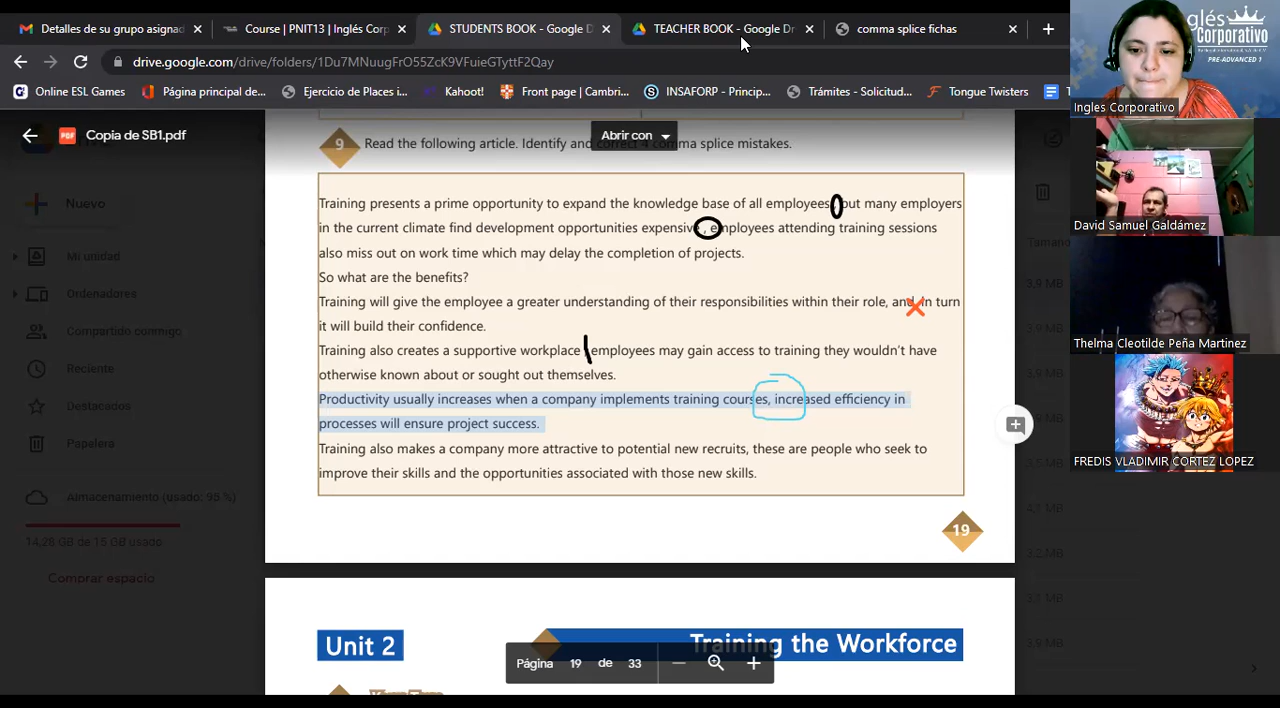 Detalles de su grupo asignad
Course | PNIT13 | Inglés Corp
STUDENTS BOOK - Google D
TEACHER BOOK - Google Dr
comma splice fichas
drive.google.com/drive/folders/1Du7MNuugFrO55ZcK9VFuieGTyttF2Qay
Online ESL Games
Página principal de...
Ejercicio de Places i...
Kahoot!
Front page | Cambri...
INSAFORP - Princip...
Trámites - Solicitud...
Tongue Twisters
glés
Corporativo
PRE-ADVANCED 1
Ingles Corporativo
Copia de SB1.pdf
Abrir con
9 Read the following article. Identify and correct 4 comma splice mistakes.
Training presents a prime opportunity to expand the knowledge base of all employees, but many employers
in the current climate find development opportunities expensive, employees attending training sessions
also miss out on work time which may delay the completion of projects.
So what are the benefits?
Training will give the employee a greater understanding of their responsibilities within their role, and in turn
it will build their confidence.
Training also creates a supportive workplace, employees may gain access to training they wouldn't have
otherwise known about or sought out themselves.
Productivity usually increases when a company implements training courses, increased efficiency in
processes will ensure project success.
Training also makes a company more attractive to potential new recruits, these are people who seek to
improve their skills and the opportunities associated with those new skills.
19
Unit 2
Training the Workforce
Página 19 de 33
Nuevo
Mi unidad
Ordenadores
Compartido conmigo
Reciente
Destacados
Papelera
Almacenamiento (usado: 95 %)
14,28 GB de 15 GB usado
Comprar espacio
David Samuel Galdámez
Thelma Cleotilde Peña Martinez
FREDIS VLADIMIR CORTEZ LOPEZ